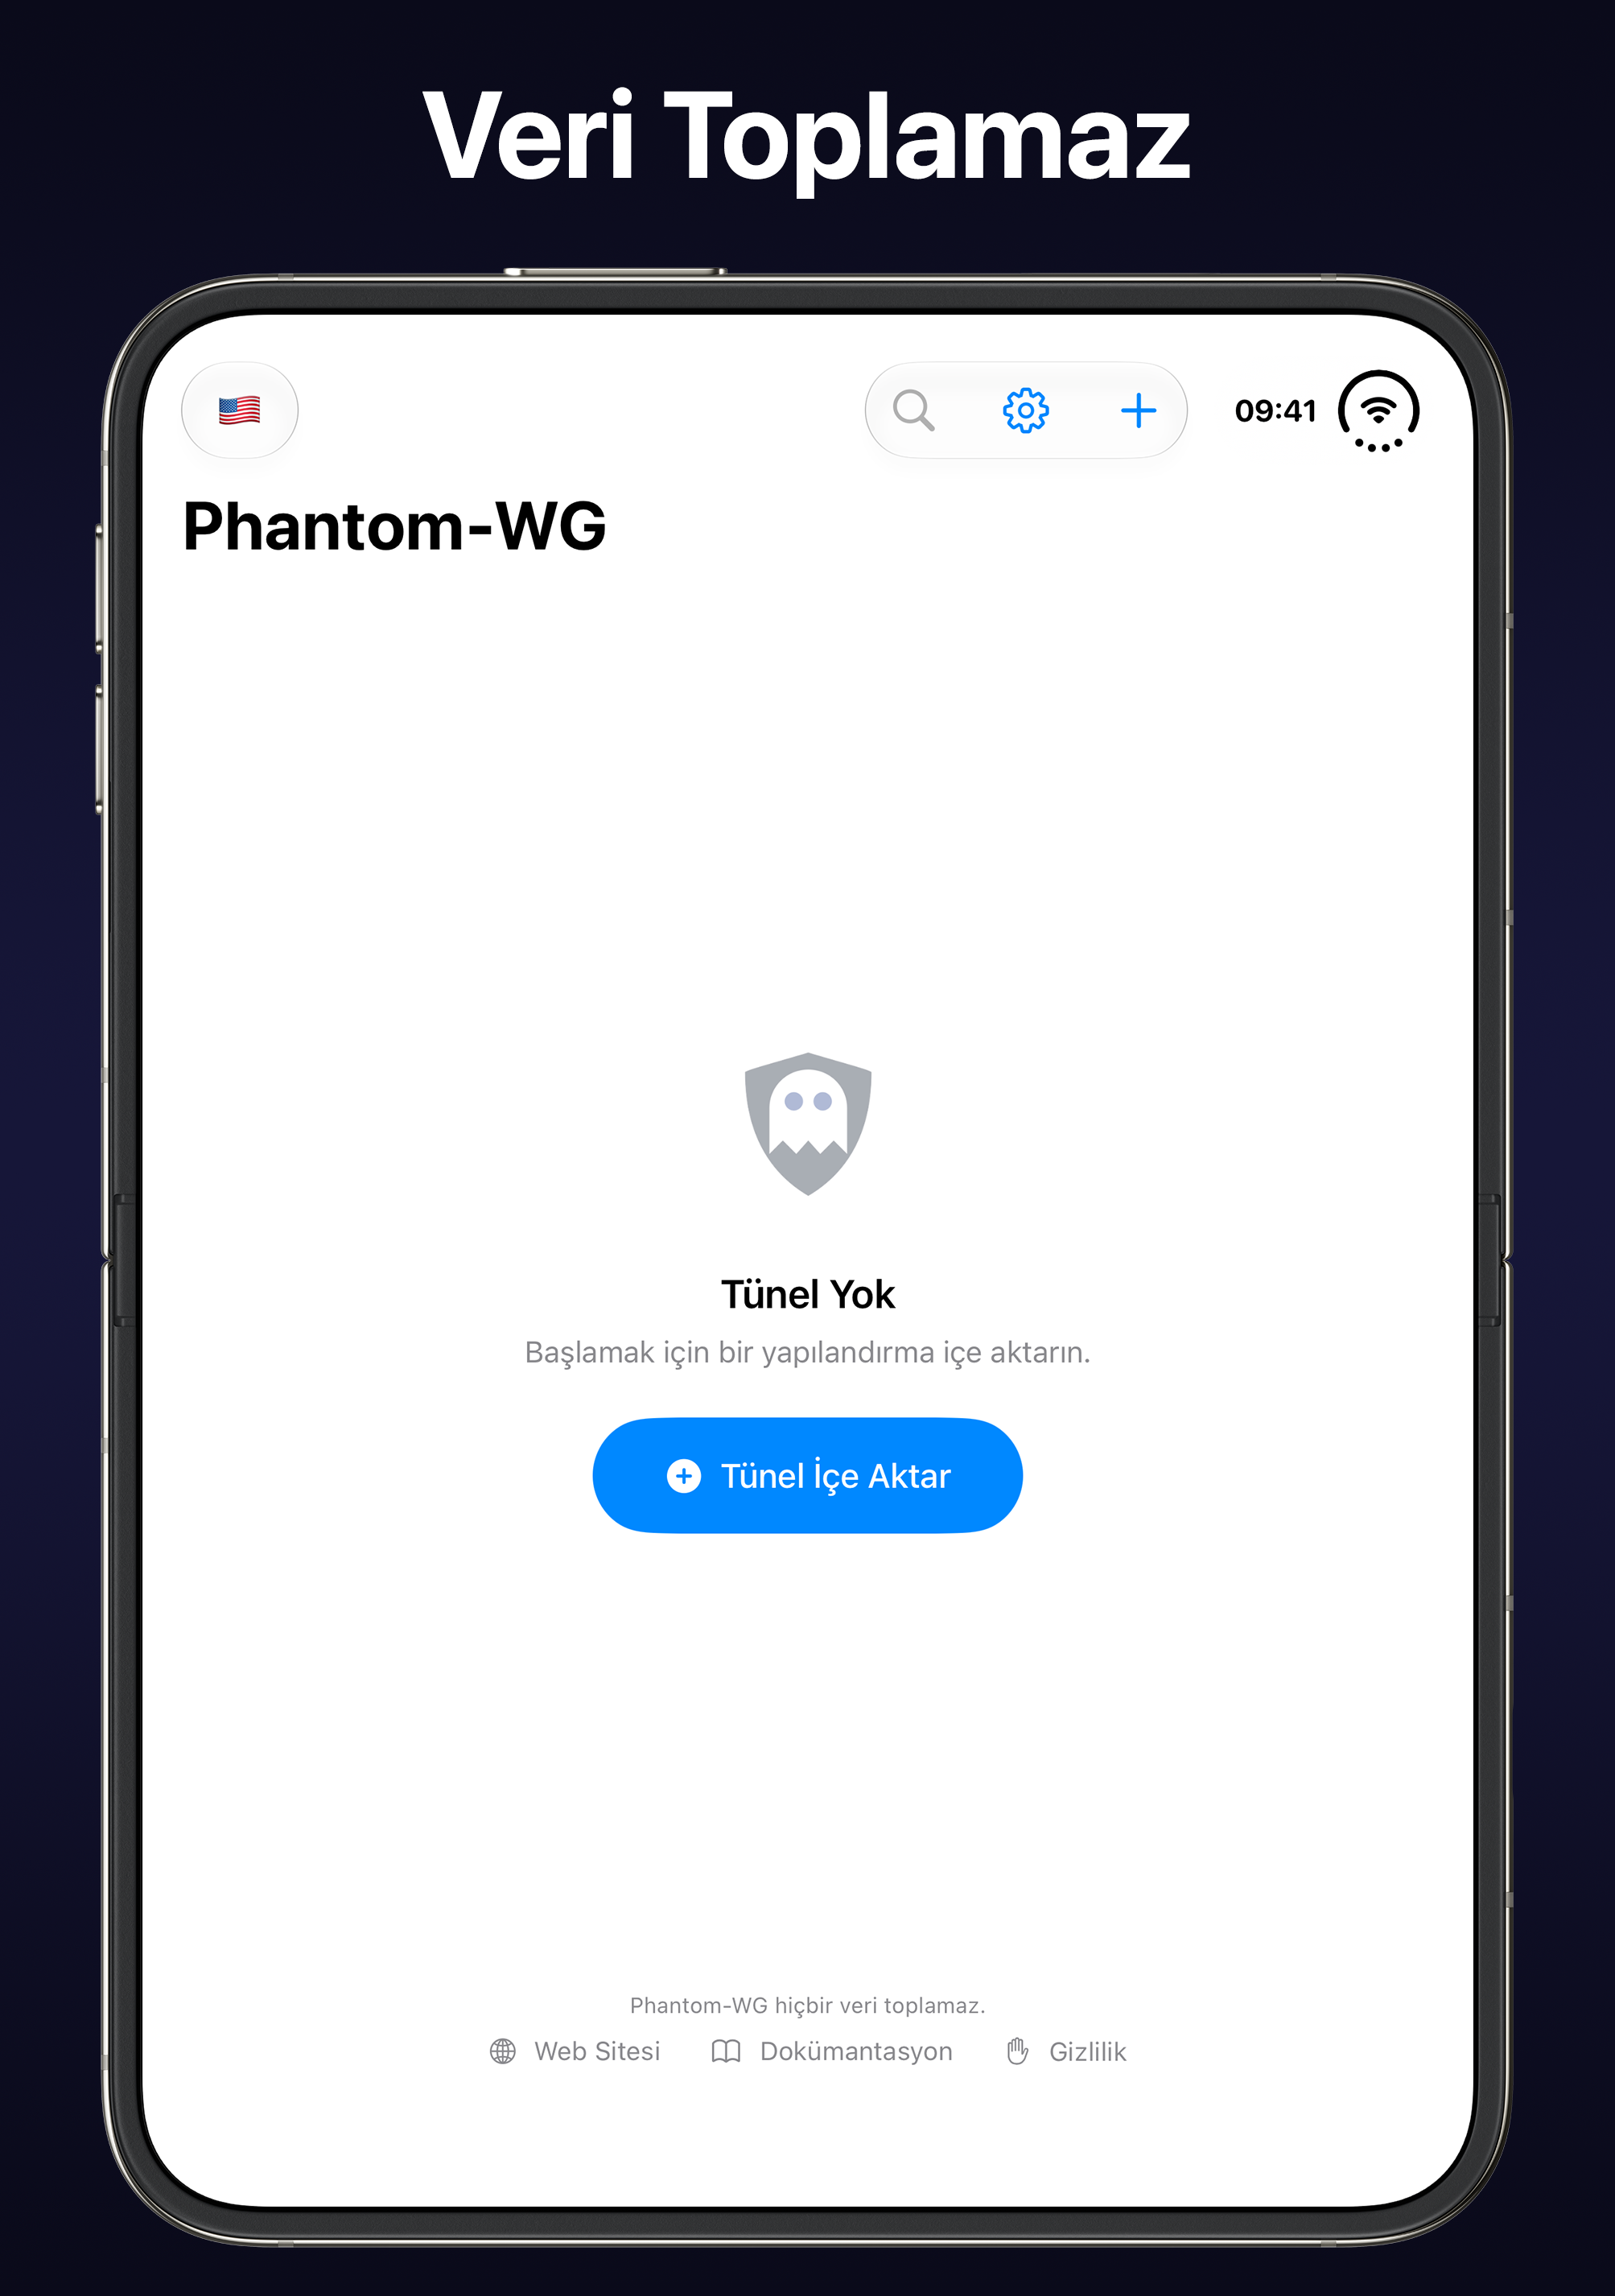 Veri Toplamaz
09:41
Phantom-WG
Tünel Yok
Başlamak için bir yapılandırma içe aktarın.
Tünel İçe Aktar
Phantom-WG hiçbir veri toplamaz.
Web Sitesi Dokümantasyon Gizlilik